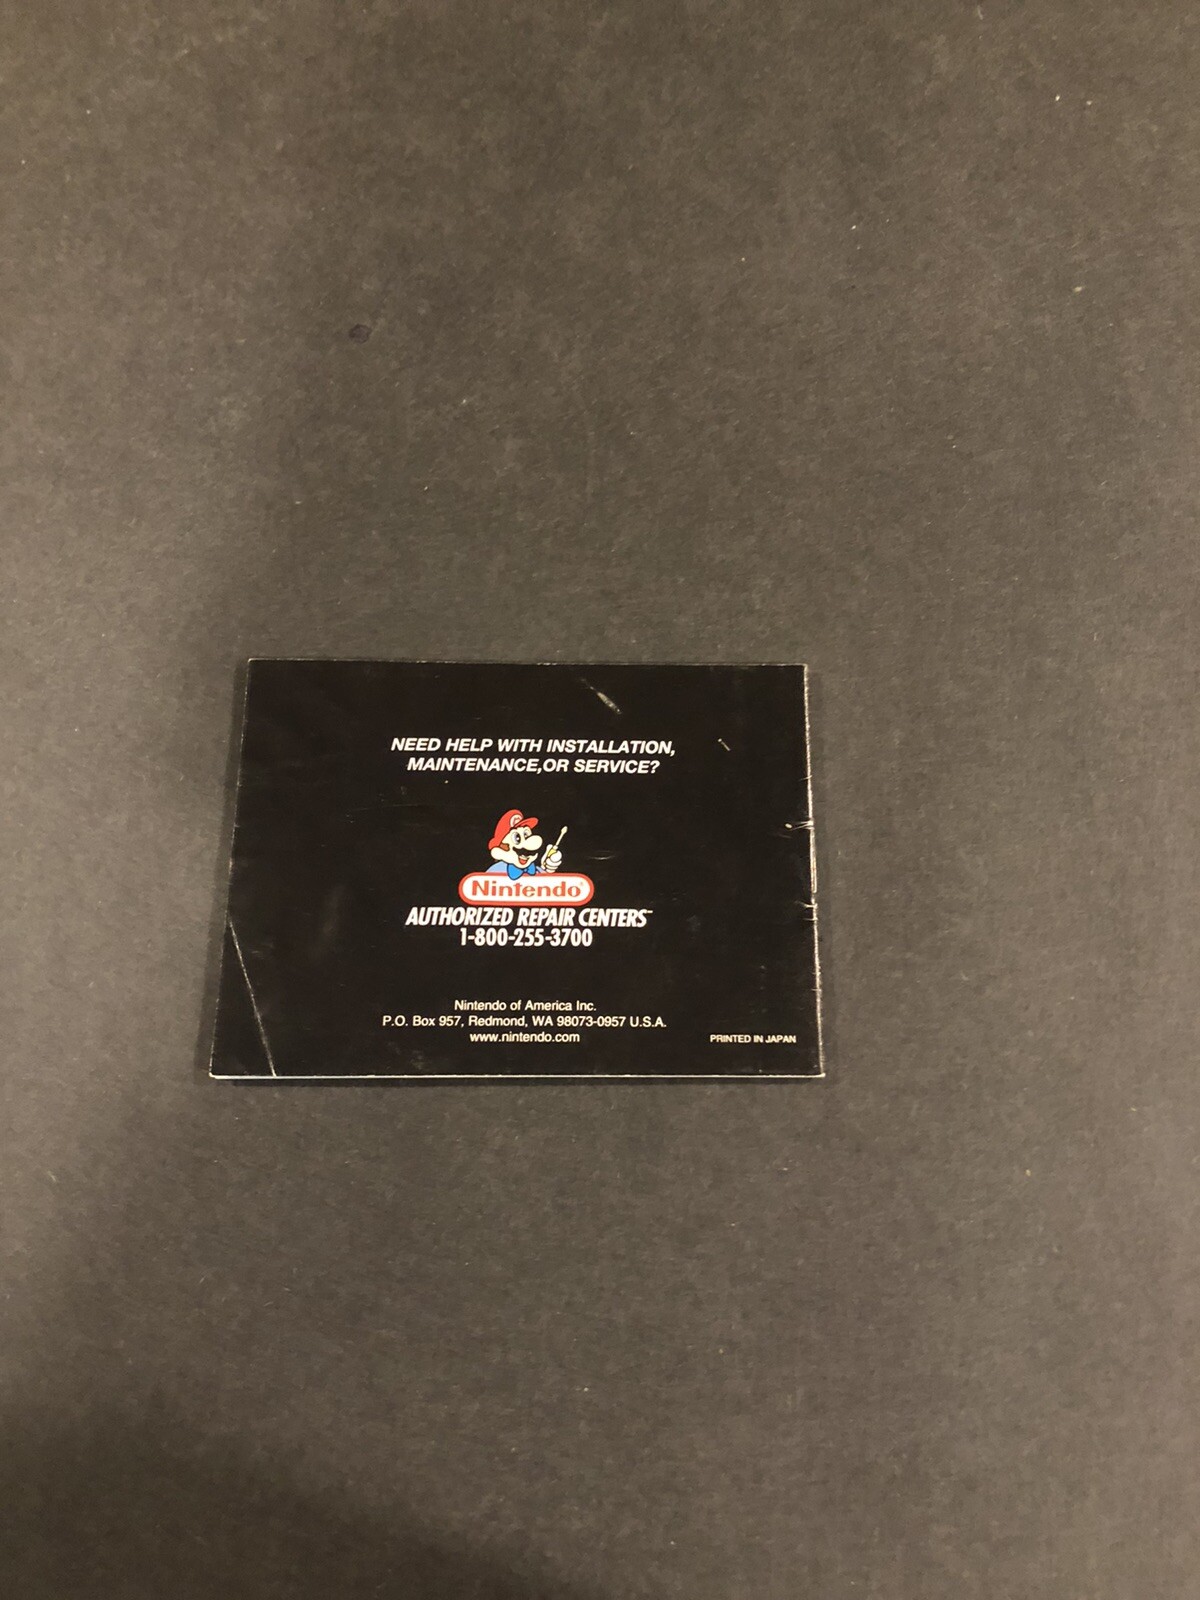 NEED HELP WITH INSTALLATION,
MAINTENANCE,OR SERVICE?
Nintendo®
AUTHORIZED REPAIR CENTERS™
1-800-255-3700
Nintendo of America Inc.
P.O. Box 957, Redmond, WA 98073-0957 U.S.A.
www.nintendo.com
PRINTED IN JAPAN